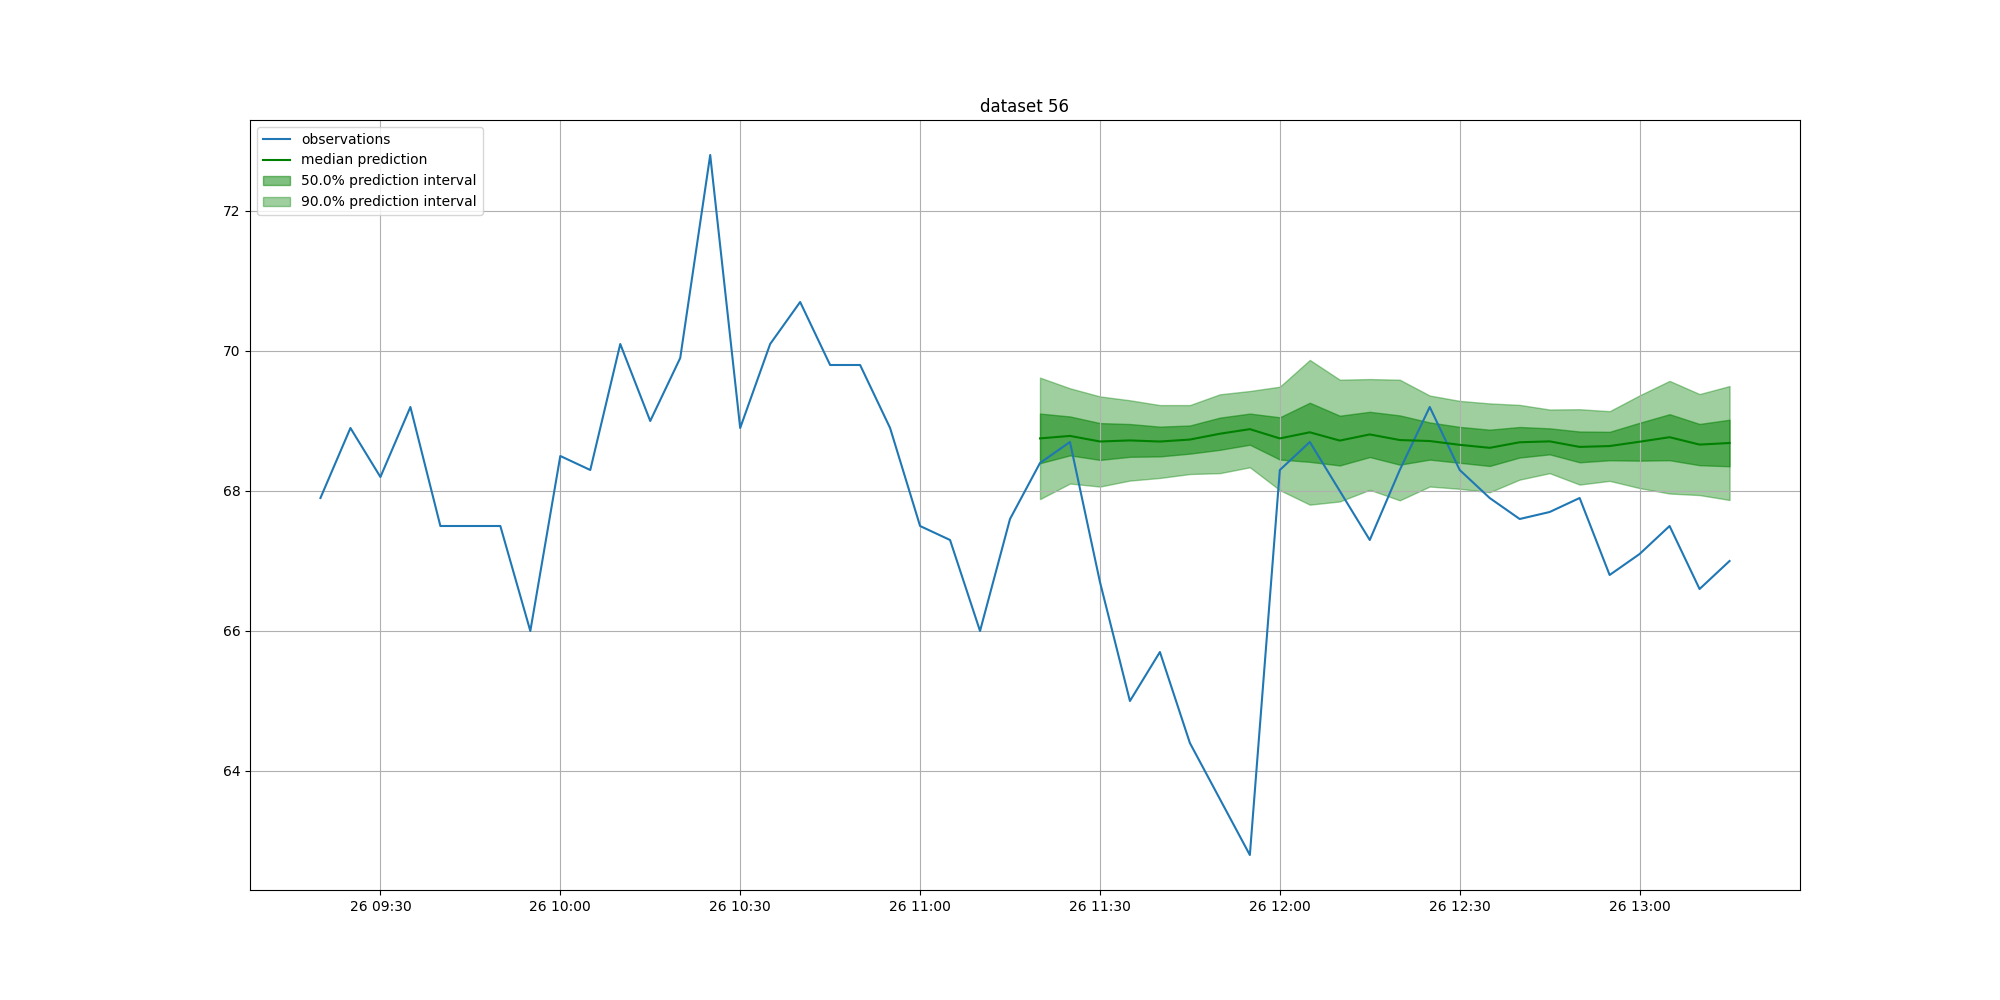 dataset 56
observations
median prediction
50.0% prediction interval
90.0% prediction interval
72
70
68
66
64
26 09:30
26 10:00
26 10:30
26 11:00
26 11:30
26 12:00
26 12:30
26 13:00